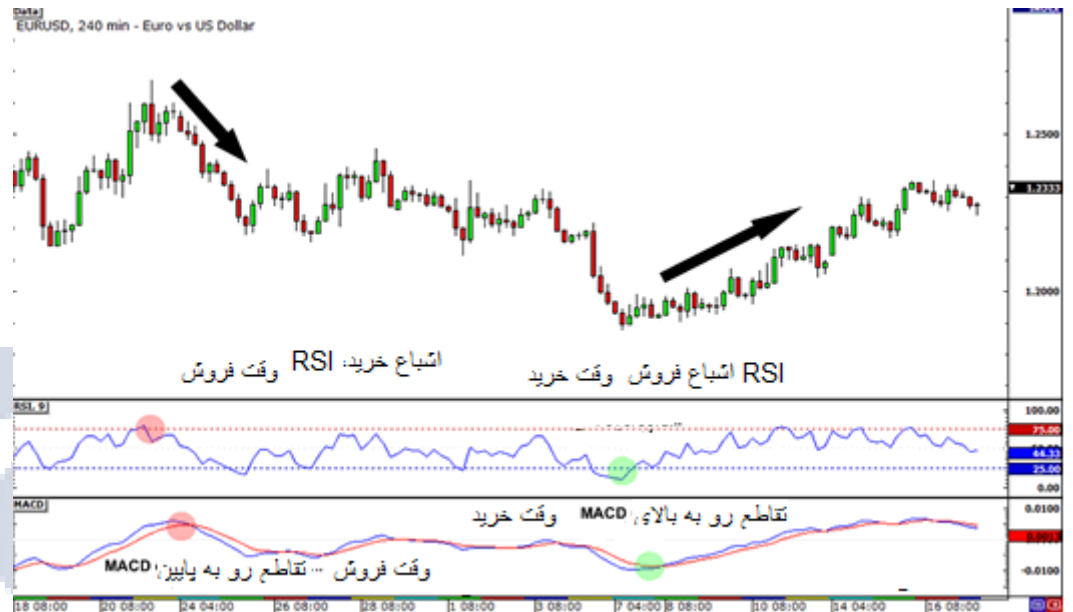 Data]
EURUSD, 240 min - Euro vs US Dollar
1.2500
1.2333
1.2000
اشباع خرید، RSI وقت فروش
RSI اشباع فروش وقت خرید
RSI, 9]
100.00
75.00
44.33
25.00
0.00
MACD]
تقاطع رو به بالای MACD وقت خرید
0.0100
-0.0100
وقت فروش -- تقاطع رو به پایین MACD
18 08:00 20 08:00 24 04:00 26 08:00 28 08:00 1 08:00 3 08:00 7 04:00 8 08:00 10 08:00 14 04:00 16 08:00